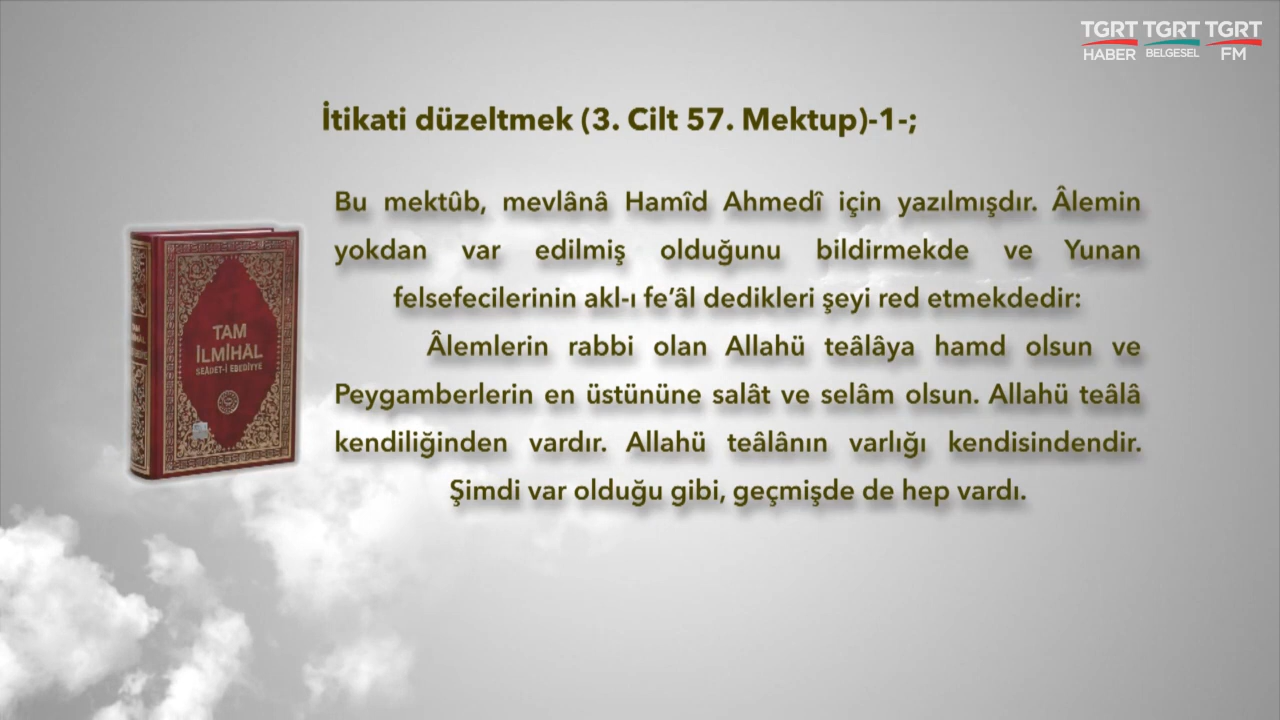 TGRT TGRT TGRT
HABER BELGESEL FM
İtikati düzeltmek (3. Cilt 57. Mektup)-1-;
Bu mektûb, mevlânâ Hamîd Ahmedî için yazılmışdır. Âlemin
yokdan var edilmiş olduğunu bildirmekde ve Yunan
felsefecilerinin akl-ı fe’âl dedikleri şeyi red etmekdedir:
Âlemlerin rabbi olan Allahü teâlâya hamd olsun ve
Peygamberlerin en üstününe salât ve selâm olsun. Allahü teâlâ
kendiliğinden vardır. Allahü teâlânın varlığı kendisindendir.
Şimdi var olduğu gibi, geçmişde de hep vardı.
TAM
İLMİHAL
SEÂDET-İ EBEDİYYE